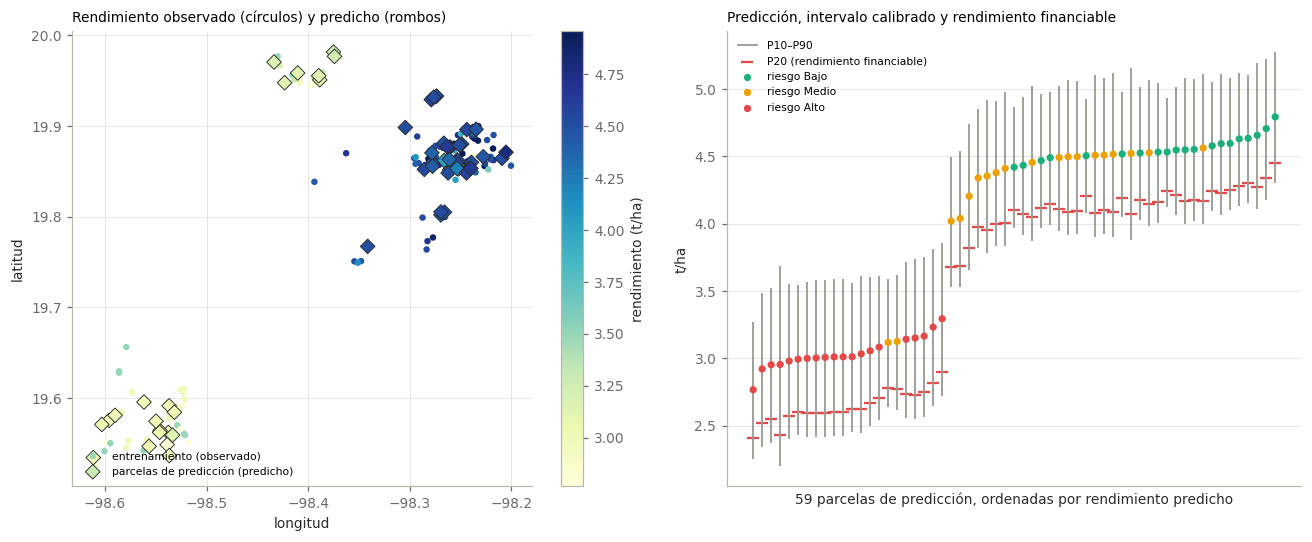 Rendimiento observado (círculos) y predicho (rombos)
20.0
19.9
19.8
19.7
19.6
latitud
−98.6
−98.5
−98.4
−98.3
−98.2
longitud
entrenamiento (observado)
parcelas de predicción (predicho)
4.75
4.50
4.25
4.00
3.75
3.50
3.25
3.00
rendimiento (t/ha)
Predicción, intervalo calibrado y rendimiento financiable
P10–P90
P20 (rendimiento financiable)
riesgo Bajo
riesgo Medio
riesgo Alto
5.0
4.5
4.0
3.5
3.0
2.5
t/ha
59 parcelas de predicción, ordenadas por rendimiento predicho